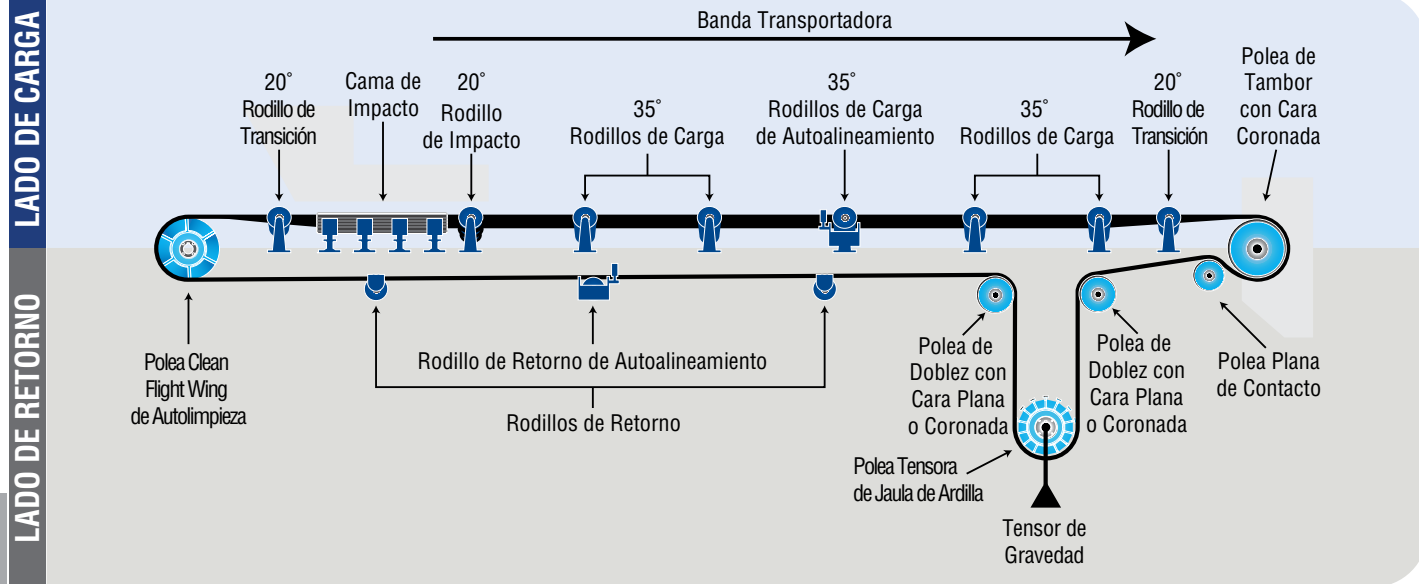 LADO DE CARGA
Banda Transportadora
20°
Rodillo de
Transición
Cama de
Impacto
20°
Rodillo
de Impacto
35°
Rodillos de Carga
35°
Rodillos de Carga
de Autoalineamiento
35°
Rodillos de Carga
20°
Rodillo de
Transición
Polea de
Tambor
con Cara
Coronada
LADO DE RETORNO
Polea Clean
Flight Wing
de Autolimpieza
Rodillo de Retorno de Autoalineamiento
Rodillos de Retorno
Polea de
Doblez con
Cara Plana
o Coronada
Polea de
Doblez con
Cara Plana
o Coronada
Polea Plana
de Contacto
Polea Tensora
de Jaula de Ardilla
Tensor de
Gravedad